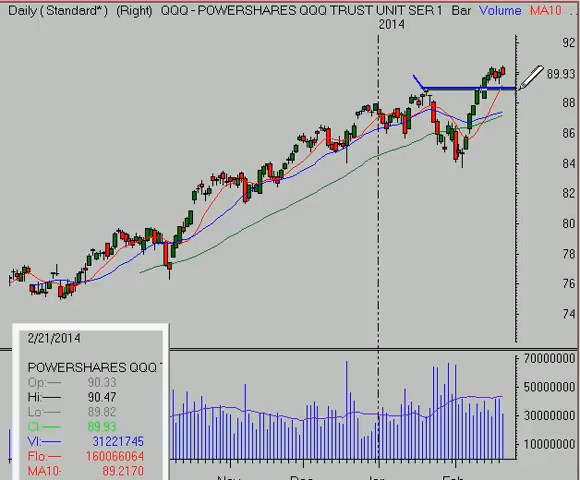 Daily (Standard*) (Right) QQQ - POWERSHARES QQQ TRUST UNIT SER 1 Bar Volume MA10 ..
2014
92
89.93
88
86
84
82
80
78
76
74
70000000
50000000
30000000
10000000
2/21/2014
POWERSHARES QQQ T
Op:— 90.33
Hi:— 90.47
Lo:— 89.82
Cl:— 89.93
Vl:— 31221745
Flo:— 160066064
MA10- 89.2170
Nov Dec Jan Feb